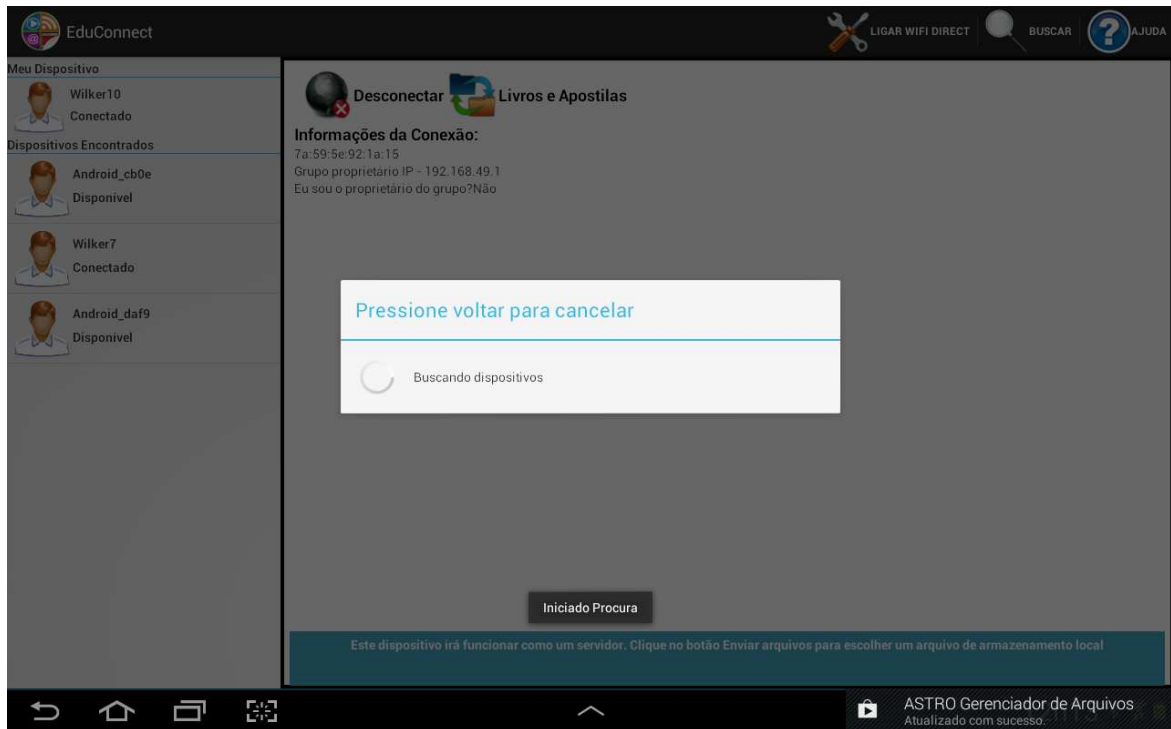 EduConnect
LIGAR WIFI DIRECT
BUSCAR
AJUDA
Meu Dispositivo
Wilker10
Conectado
Dispositivos Encontrados
Android_cb0e
Disponível
Wilker7
Conectado
Android_daf9
Disponível
Desconectar
Livros e Apostilas
Informações da Conexão:
7a:59:5e:92:1a:15
Grupo proprietário IP - 192.168.49.1
Eu sou o proprietário do grupo?Não
Pressione voltar para cancelar
Buscando dispositivos
Iniciado Procura
Este dispositivo irá funcionar como um servidor. Clique no botão Enviar arquivos para escolher um arquivo de armazenamento local
ASTRO Gerenciador de Arquivos
Atualizado com sucesso.